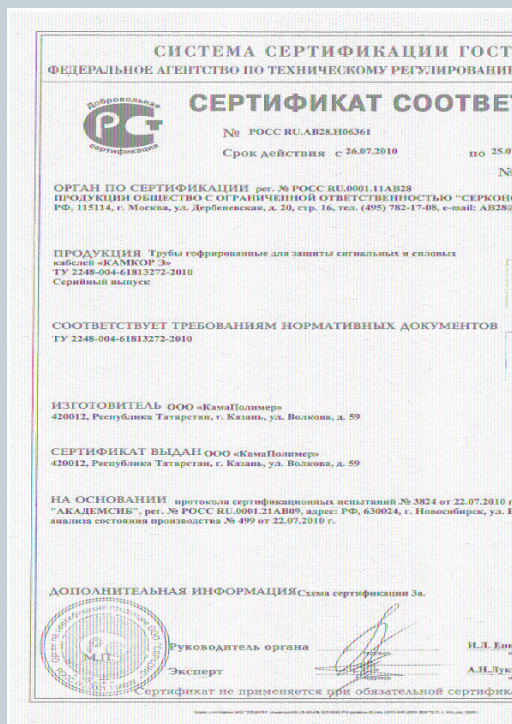 СИСТЕМА СЕРТИФИКАЦИИ ГОСТ
ФЕДЕРАЛЬНОЕ АГЕНТСТВО ПО ТЕХНИЧЕСКОМУ РЕГУЛИРОВАНИ
Добровольная
РСТ
сертификация
СЕРТИФИКАТ СООТВЕ
№ РОСС RU.АВ28.Н06361
Срок действия с 26.07.2010 по 25.0
№
ОРГАН ПО СЕРТИФИКАЦИИ рег. № РОСС RU.0001.11АВ28
ПРОДУКЦИИ ОБЩЕСТВО С ОГРАНИЧЕННОЙ ОТВЕТСТВЕННОСТЬЮ "СЕРКОН
РФ, 115114, г. Москва, ул. Дербеневская, д. 20, стр. 16, тел. (495) 782-17-08, e-mail: AB28@
ПРОДУКЦИЯ Трубы гофрированные для защиты сигнальных и силовых
кабелей «КАМКОР Э»
ТУ 2248-004-61813272-2010
Серийный выпуск
СООТВЕТСТВУЕТ ТРЕБОВАНИЯМ НОРМАТИВНЫХ ДОКУМЕНТОВ
ТУ 2248-004-61813272-2010
ИЗГОТОВИТЕЛЬ ООО «КамаПолимер»
420012, Республика Татарстан, г. Казань, ул. Волкова, д. 59
СЕРТИФИКАТ ВЫДАН ООО «КамаПолимер»
420012, Республика Татарстан, г. Казань, ул. Волкова, д. 59
НА ОСНОВАНИИ протокола сертификационных испытаний № 3824 от 22.07.2010 г
"АКАДЕМСИБ", рег. № РОСС RU.0001.21АВ09, адрес: РФ, 630024, г. Новосибирск, ул.
анализа состояния производства № 499 от 22.07.2010 г.
ДОПОЛНИТЕЛЬНАЯ ИНФОРМАЦИЯ Схема сертификации 3а.
М.П.
Руководитель органа И.Л. Ефи
Эксперт А.Н.Лук
Сертификат не применяется при обязательной сертифика